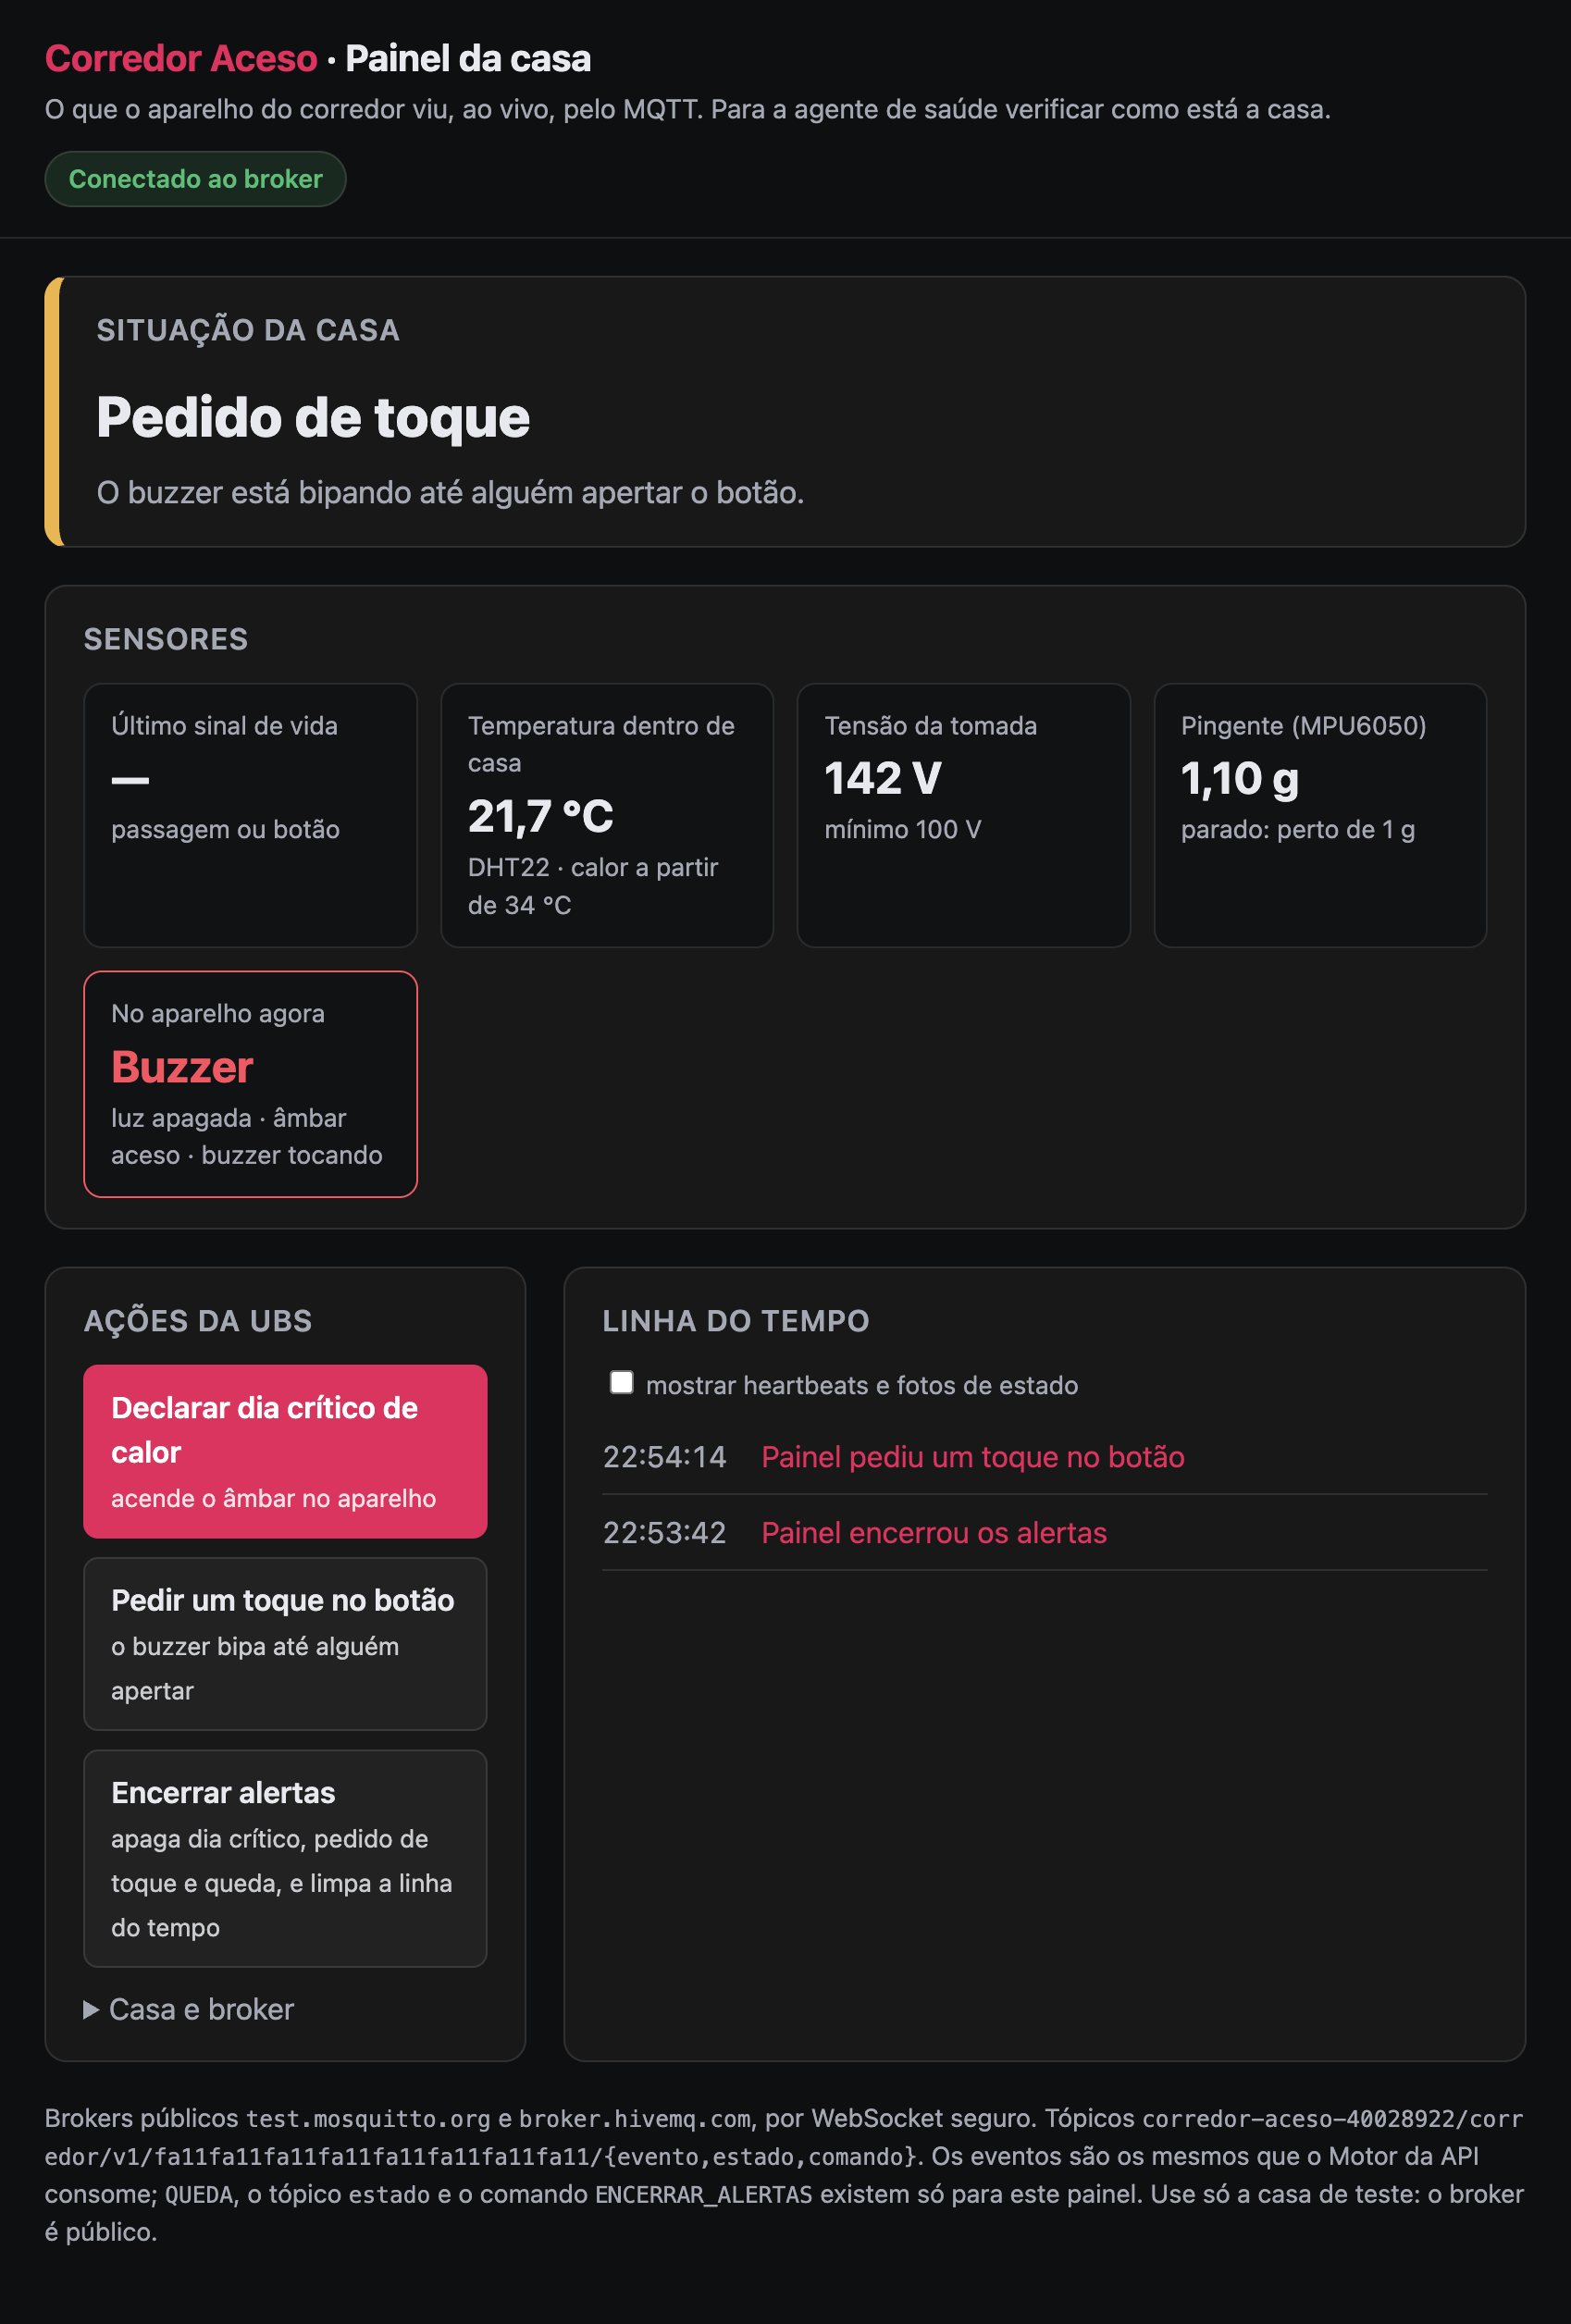 Corredor Aceso · Painel da casa
O que o aparelho do corredor viu, ao vivo, pelo MQTT. Para a agente de saúde verificar como está a casa.
Conectado ao broker
SITUAÇÃO DA CASA
Pedido de toque
O buzzer está bipando até alguém apertar o botão.
SENSORES
Último sinal de vida
—
passagem ou botão
Temperatura dentro de
casa
21,7 °C
DHT22 · calor a partir
de 34 °C
Tensão da tomada
142 V
mínimo 100 V
Pingente (MPU6050)
1,10 g
parado: perto de 1 g
No aparelho agora
Buzzer
luz apagada · âmbar
aceso · buzzer tocando
AÇÕES DA UBS
Declarar dia crítico de
calor
acende o âmbar no aparelho
Pedir um toque no botão
o buzzer bipa até alguém
apertar
Encerrar alertas
apaga dia crítico, pedido de
toque e queda, e limpa a linha
do tempo
▶ Casa e broker
LINHA DO TEMPO
mostrar heartbeats e fotos de estado
22:54:14 Painel pediu um toque no botão
22:53:42 Painel encerrou os alertas
Brokers públicos test.mosquitto.org e broker.hivemq.com, por WebSocket seguro. Tópicos corredor-aceso-40028922/corr
edor/v1/fa11fa11fa11fa11fa11fa11fa11fa11/{evento,estado,comando}. Os eventos são os mesmos que o Motor da API
consome; QUEDA, o tópico estado e o comando ENCERRAR_ALERTAS existem só para este painel. Use só a casa de teste: o broker
é público.